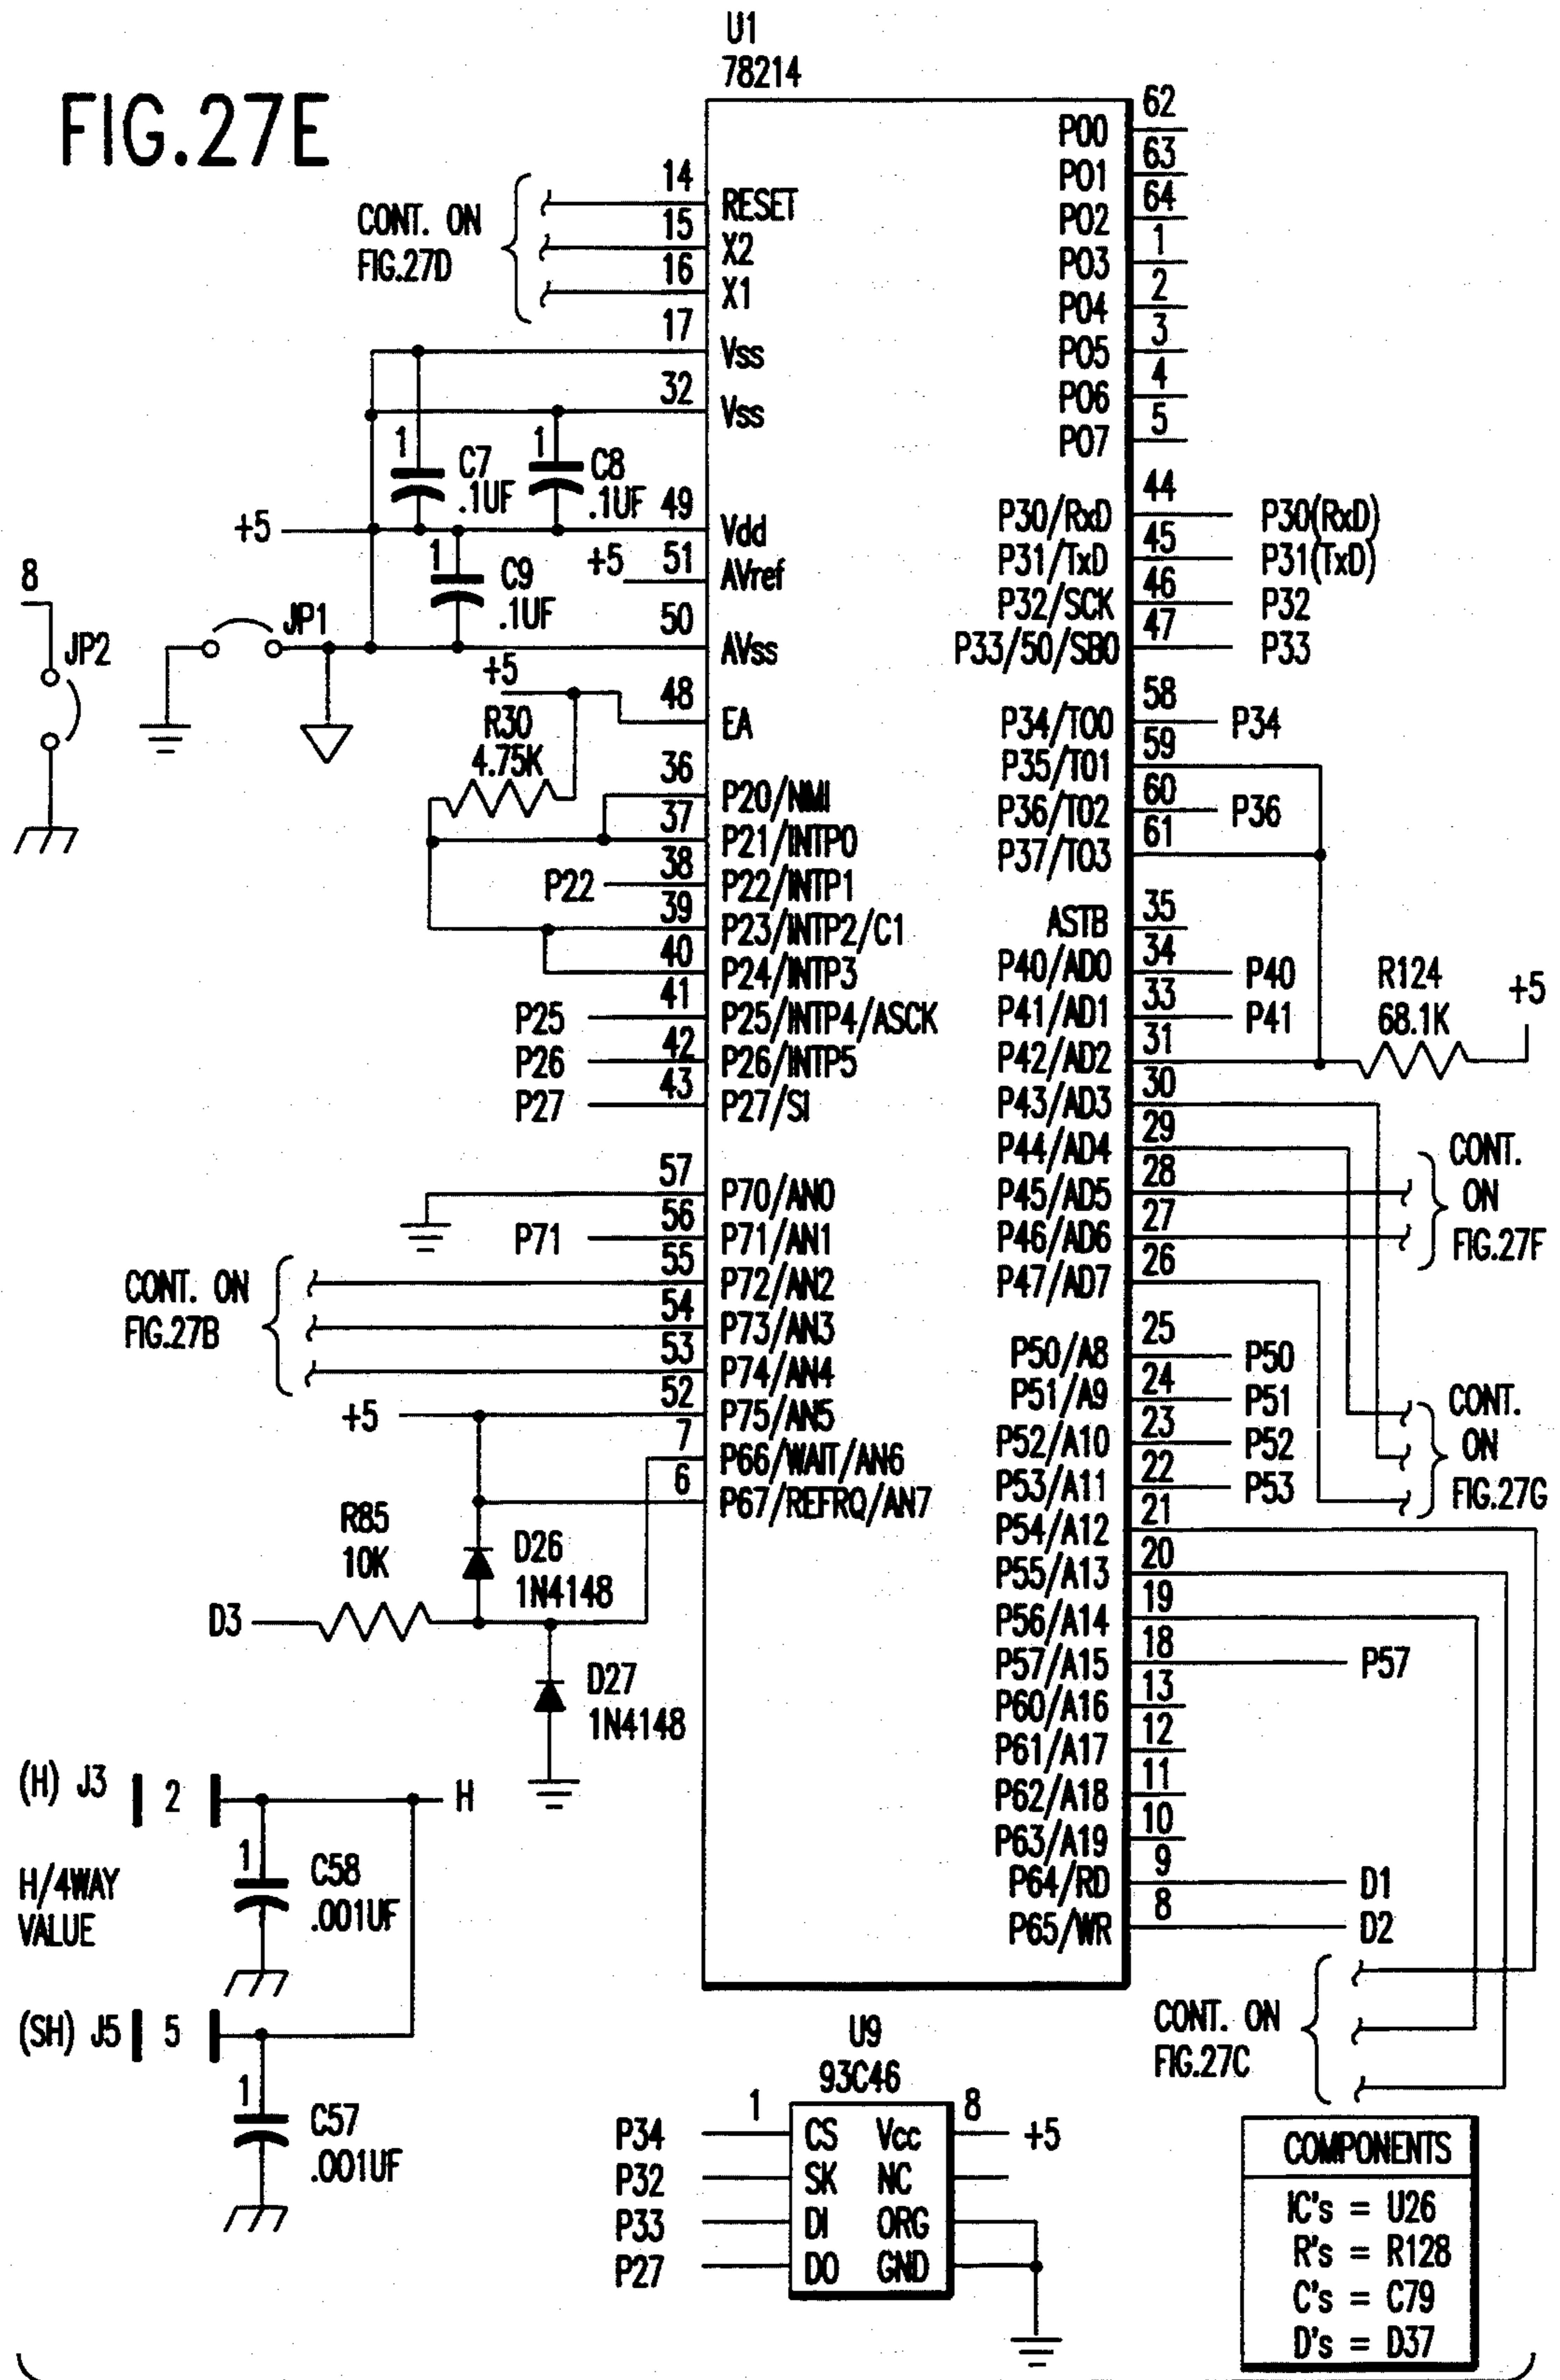 FIG.27E
U1
78214
CONT. ON
FIG.27D
14 RESET
15 X2
16 X1
17 Vss
32 Vss
1 C7
.1UF
1 C8
.1UF
+5 49 Vdd
+5 51 AVref
1 C9
.1UF
50 AVss
8
JP2
JP1
+5
48 EA
R30
4.75K
36 P20/NMI
37 P21/INTP0
P22 38 P22/INTP1
39 P23/INTP2/C1
40 P24/INTP3
P25 41 P25/INTP4/ASCK
P26 42 P26/INTP5
P27 43 P27/SI
57 P70/AN0
P71 56 P71/AN1
CONT. ON
FIG.27B
55 P72/AN2
54 P73/AN3
53 P74/AN4
+5 52 P75/AN5
7 P66/WAIT/AN6
6 P67/REFRQ/AN7
R85
10K
D26
1N4148
D3
D27
1N4148
P00 62
P01 63
P02 64
P03 1
P04 2
P05 3
P06 4
P07 5
P30/RxD 44 P30(RxD)
P31/TxD 45 P31(TxD)
P32/SCK 46 P32
P33/50/SB0 47 P33
P34/TO0 58 P34
P35/TO1 59
P36/TO2 60 P36
P37/TO3 61
ASTB 35
P40/AD0 34 P40
P41/AD1 33 P41
R124
68.1K
+5
P42/AD2 31
P43/AD3 30
P44/AD4 29
P45/AD5 28
P46/AD6 27
P47/AD7 26
CONT.
ON
FIG.27F
P50/A8 25 P50
P51/A9 24 P51
P52/A10 23 P52
P53/A11 22 P53
CONT.
ON
FIG.27G
P54/A12 21
P55/A13 20
P56/A14 19
P57/A15 18 P57
P60/A16 13
P61/A17 12
P62/A18 11
P63/A19 10
P64/RD 9 D1
P65/WR 8 D2
CONT. ON
FIG.27C
(H) J3 2 H
1 C58
.001UF
H/4WAY
VALUE
(SH) J5 5
1 C57
.001UF
U9
93C46
P34 1 CS Vcc 8 +5
P32 SK NC
P33 DI ORG
P27 DO GND
COMPONENTS
IC's = U26
R's = R128
C's = C79
D's = D37